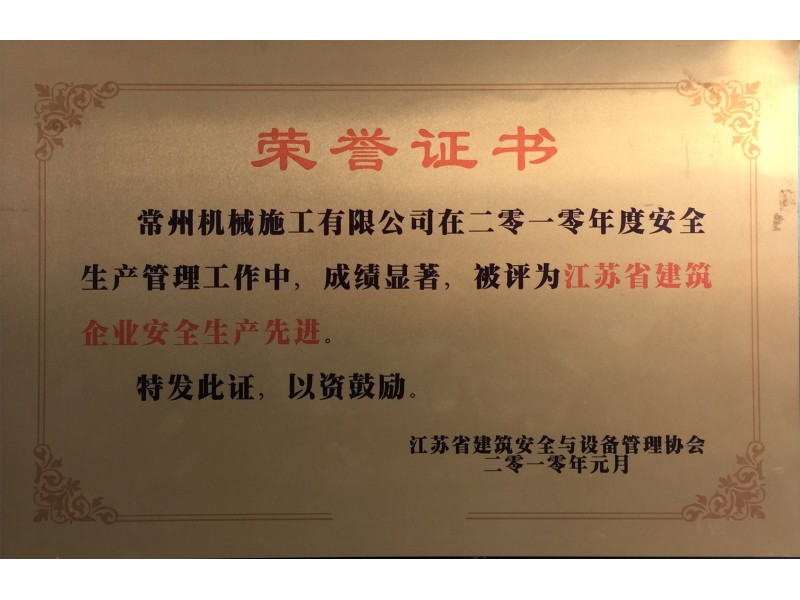 荣誉证书
常州机械施工有限公司在二零一零年度安全
生产管理工作中，成绩显著，被评为江苏省建筑
企业安全生产先进。
特发此证，以资鼓励。
江苏省建筑安全与设备管理协会
二零一零年元月